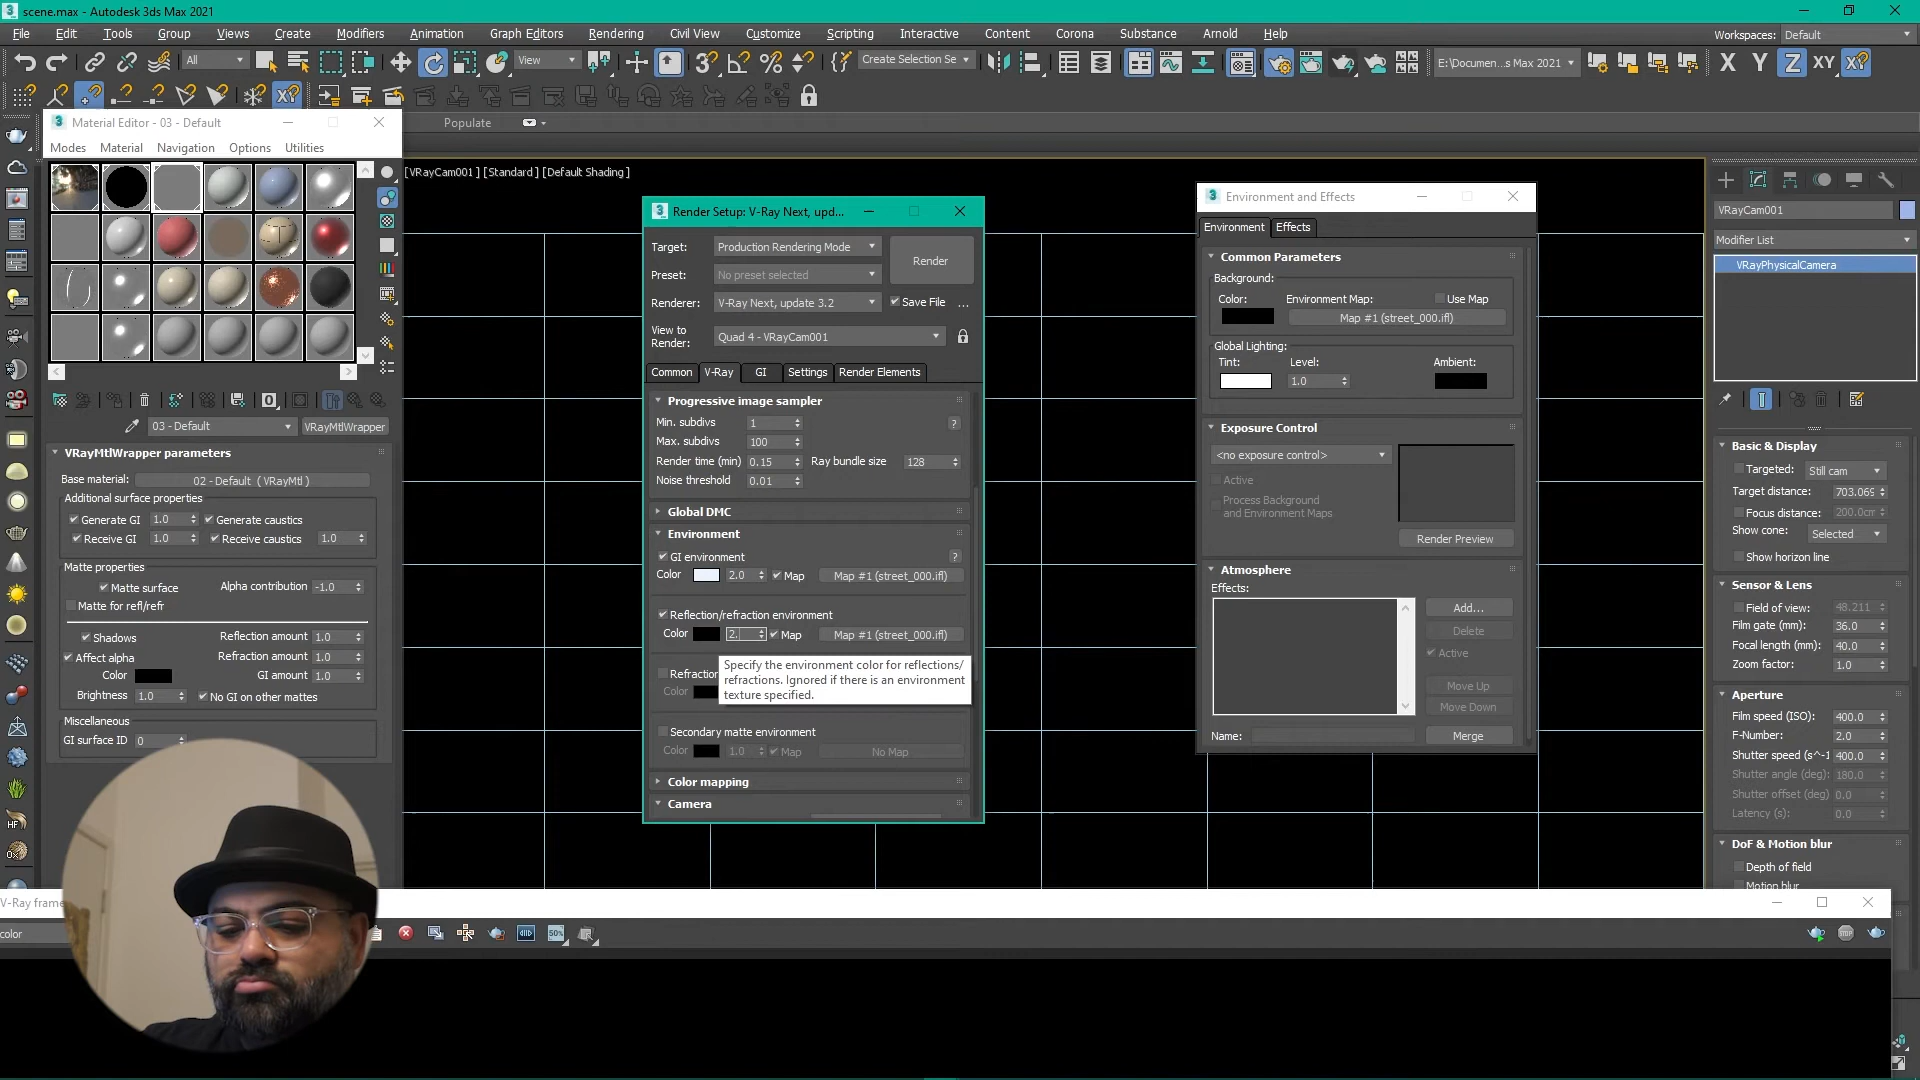 scene.max - Autodesk 3ds Max 2021
File Edit Tools Group Views Create Modifiers Animation Graph Editors Rendering Civil View Customize Scripting Interactive Content Corona Substance Arnold Help Workspaces: Default
All View Create Selection Se E:\Documen...s Max 2021 X Y Z XY XY
XY
Material Editor - 03 - Default
Populate
Modes Material Navigation Options Utilities
[VRayCam001 ] [Standard ] [Default Shading ]
03 - Default VRayMtlWrapper
VRayMtlWrapper parameters
Base material: 02 - Default ( VRayMtl )
Additional surface properties
Generate GI 1.0 Generate caustics
Receive GI 1.0 Receive caustics 1.0
Matte properties
Matte surface Alpha contribution -1.0
Matte for refl/refr
Shadows Reflection amount 1.0
Affect alpha Refraction amount 1.0
Color GI amount 1.0
Brightness 1.0 No GI on other mattes
Miscellaneous
GI surface ID 0
Render Setup: V-Ray Next, upd...
Target: Production Rendering Mode Render
Preset: No preset selected
Renderer: V-Ray Next, update 3.2 Save File ...
View to
Render: Quad 4 - VRayCam001
Common V-Ray GI Settings Render Elements
Progressive image sampler
Min. subdivs 1 ?
Max. subdivs 100
Render time (min) 0.15 Ray bundle size 128
Noise threshold 0.01
Global DMC
Environment
GI environment ?
Color 2.0 Map Map #1 (street_000.ifl)
Reflection/refraction environment
Color 2. Map Map #1 (street_000.ifl)
Specify the environment color for reflections/
refractions. Ignored if there is an environment
texture specified.
Refraction
Color
Secondary matte environment
Color 1.0 Map No Map
Color mapping
Camera
Environment and Effects
Environment Effects
Common Parameters
Background:
Color: Environment Map: Use Map
Map #1 (street_000.ifl)
Global Lighting:
Tint: Level: Ambient:
1.0
Exposure Control
<no exposure control>
Active
Process Background
and Environment Maps
Render Preview
Atmosphere
Effects:
Add...
Delete
Active
Move Up
Move Down
Name: Merge
VRayCam001
Modifier List
VRayPhysicalCamera
Basic & Display
Targeted: Still cam
Target distance: 703.069
Focus distance: 200.0cm
Show cone: Selected
Show horizon line
Sensor & Lens
Field of view: 48.211
Film gate (mm): 36.0
Focal length (mm): 40.0
Zoom factor: 1.0
Aperture
Film speed (ISO): 400.0
F-Number: 2.0
Shutter speed (s^-1 400.0
Shutter angle (deg): 180.0
Shutter offset (deg) 0.0
Latency (s): 0.0
DoF & Motion blur
Depth of field
Motion blur
V-Ray fram
color
50%
STOP
HF